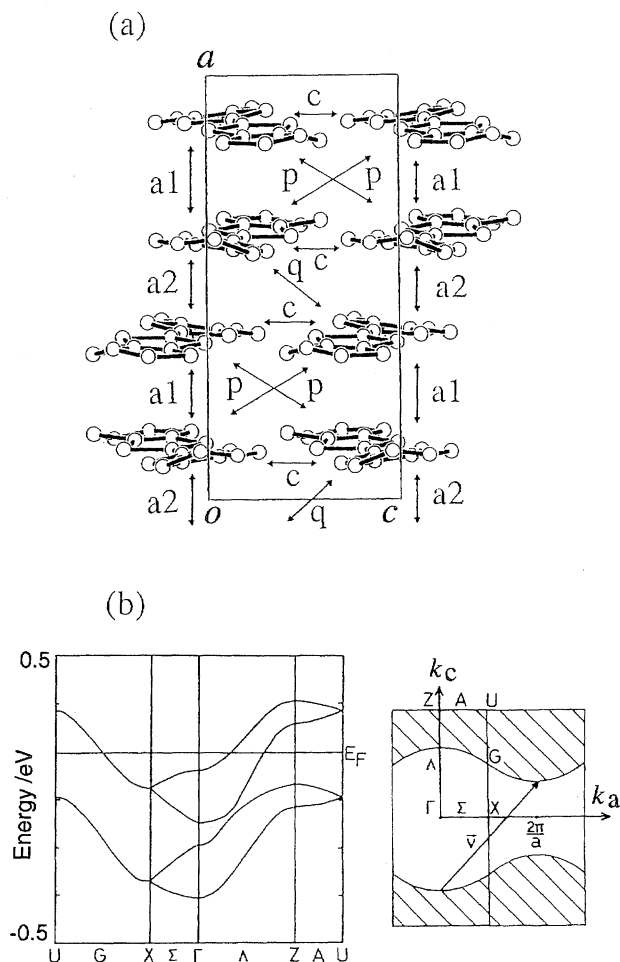 (a)
a
c
a1
p
p
a1
c
a2
q
a2
c
a1
p
p
a1
c
a2
o
q
c
a2
(b)
0.5
Energy /eV
-0.5
E_F
U G X Σ Γ Λ Z A U
k_c
Z A U
Λ
G
Γ Σ X
k_a
v̄
2π/a